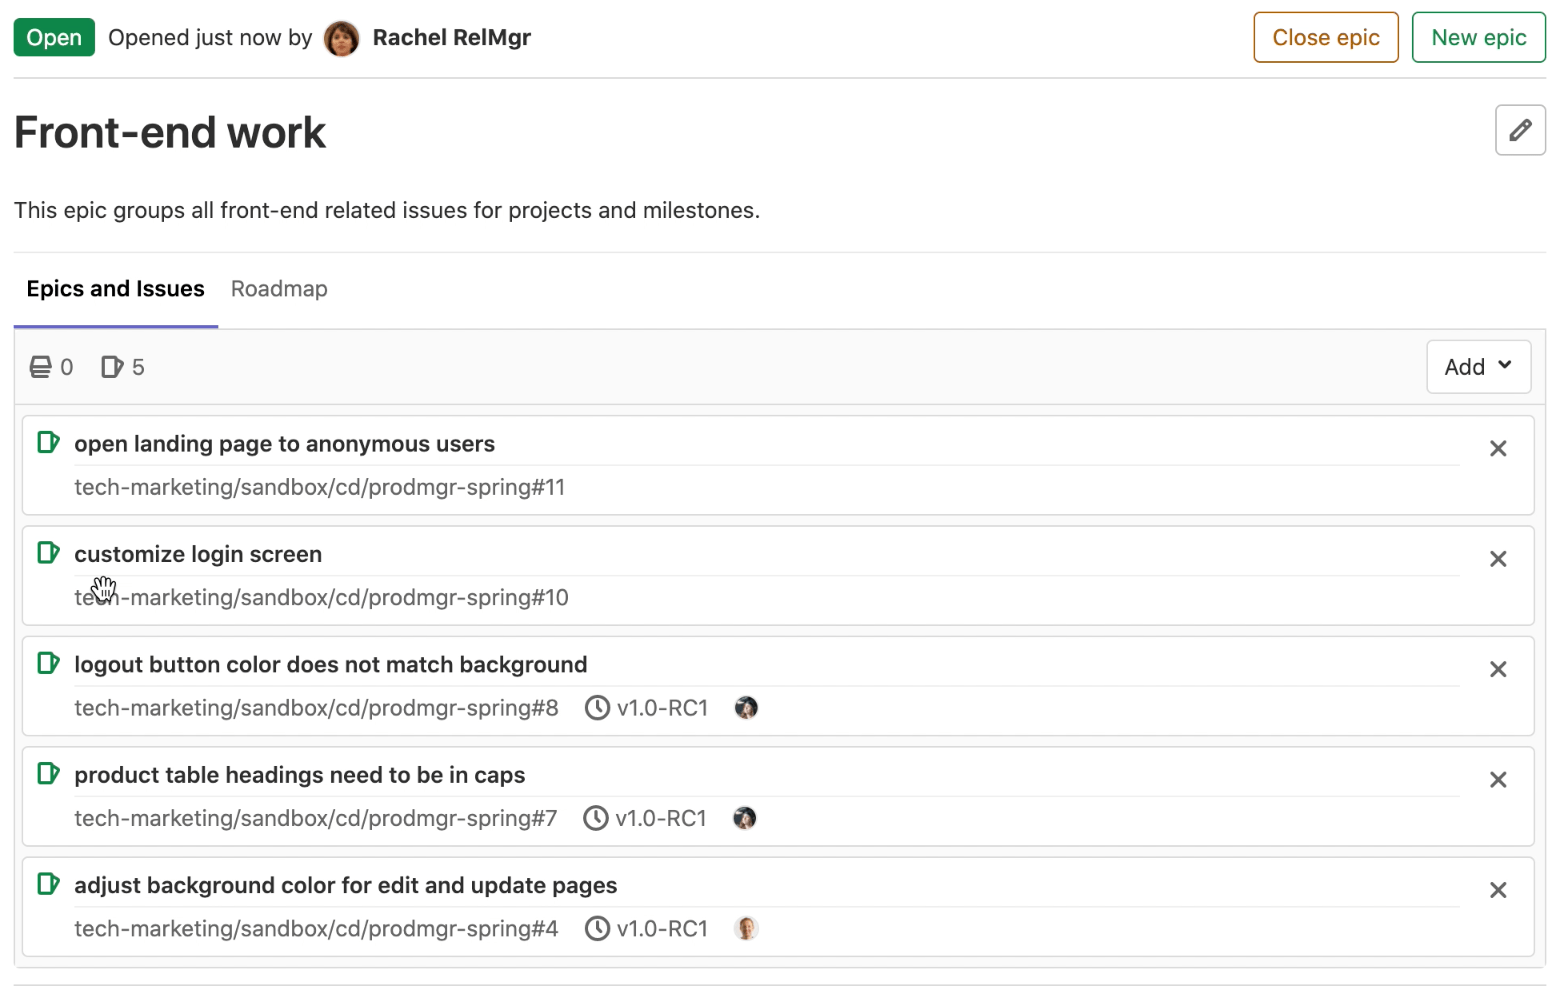 Open Opened just now by Rachel RelMgr Close epic New epic
Front-end work
This epic groups all front-end related issues for projects and milestones.
Epics and Issues Roadmap
0 5 Add
open landing page to anonymous users
tech-marketing/sandbox/cd/prodmgr-spring#11
customize login screen
tech-marketing/sandbox/cd/prodmgr-spring#10
logout button color does not match background
tech-marketing/sandbox/cd/prodmgr-spring#8 v1.0-RC1
product table headings need to be in caps
tech-marketing/sandbox/cd/prodmgr-spring#7 v1.0-RC1
adjust background color for edit and update pages
tech-marketing/sandbox/cd/prodmgr-spring#4 v1.0-RC1